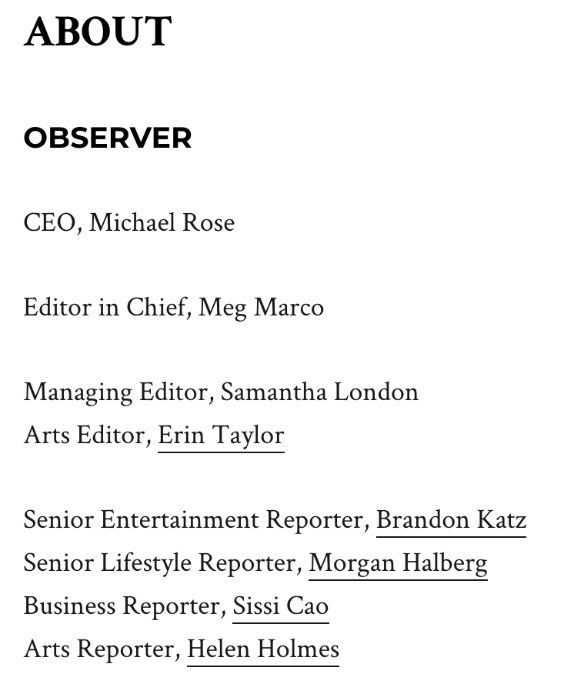 ABOUT
OBSERVER
CEO, Michael Rose
Editor in Chief, Meg Marco
Managing Editor, Samantha London
Arts Editor, Erin Taylor
Senior Entertainment Reporter, Brandon Katz
Senior Lifestyle Reporter, Morgan Halberg
Business Reporter, Sissi Cao
Arts Reporter, Helen Holmes